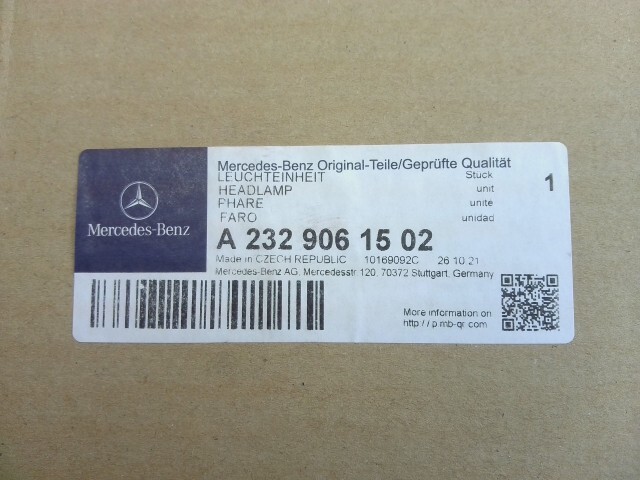 Mercedes-Benz Original-Teile/Geprüfte Qualität
LEUCHTEINHEIT Stück
HEADLAMP unit
PHARE unite
FARO unidad
1
Mercedes-Benz
A 232 906 15 02
Made in CZECH REPUBLIC 10169092C 26 10 21
Mercedes-Benz AG, Mercedesstr 120, 70372 Stuttgart, Germany
More information on
http://p.mb-qr.com